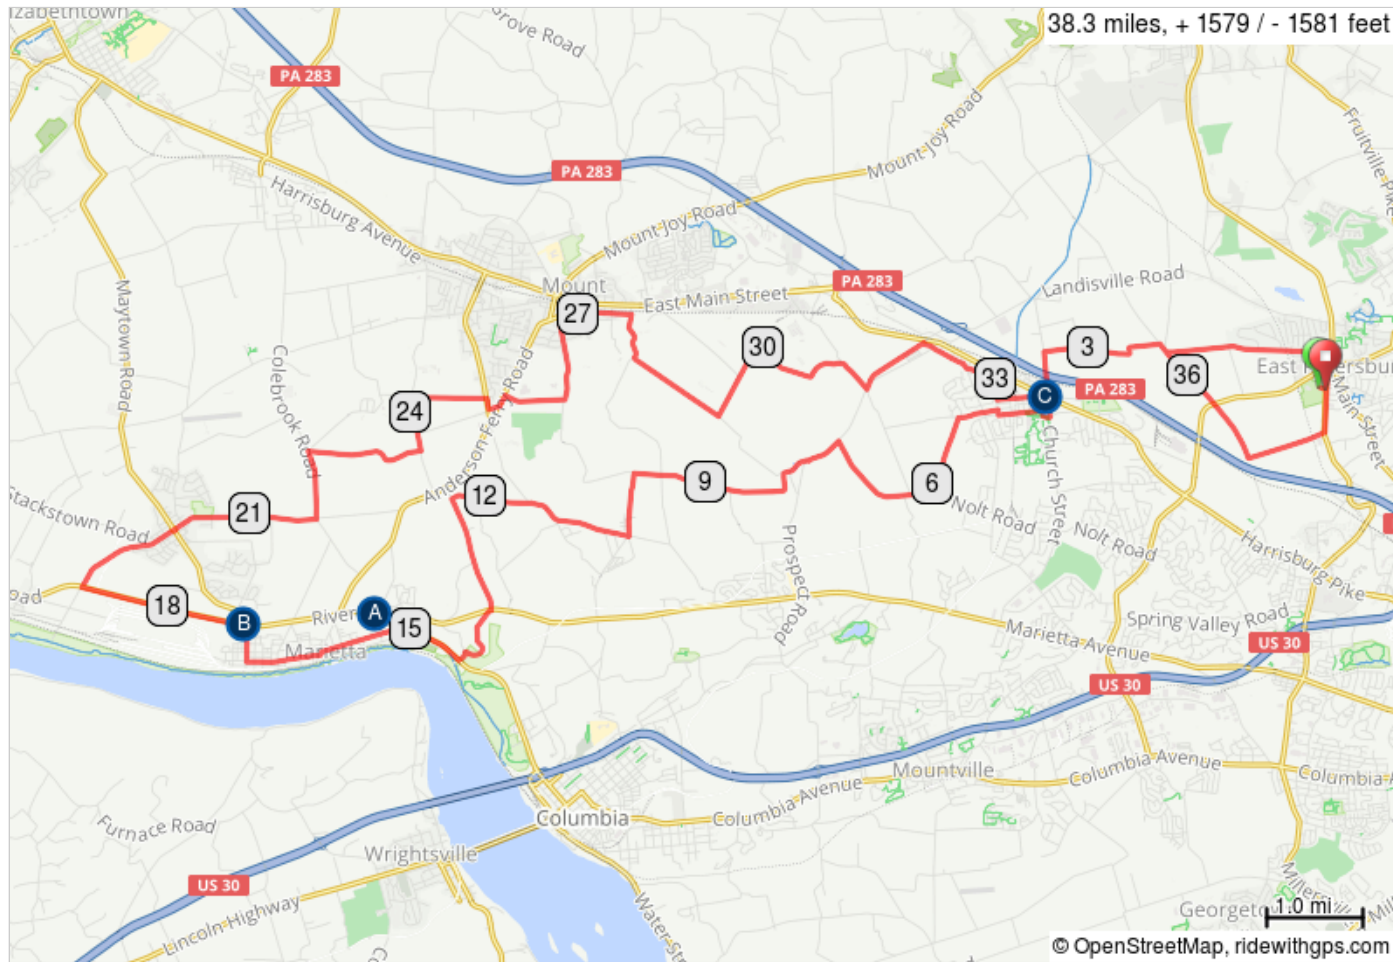 38.3 miles, + 1579 / - 1581 feet
zabethtown
Grove Road
PA 283
PA 283
Mount Joy Road
Fruitville Pike
Harrisburg Avenue
Mount Joy Road
Mount
East Main Street
PA 283
Landisville Road
27
30
3
36
33
C
PA 283
Main Street
Maytown Road
Colebrook Road
24
Anderson Ferry Road
Church Street
12
9
6
Nolt Road
Nolt Road
21
Stackstown Road
Prospect Road
Harrisburg Pike
oad
18
B
River
A
15
Marietta
Marietta Avenue
Spring Valley Road
US 30
US 30
Mountville
Columbia Avenue
Columbia A
Columbia Avenue
Columbia
Furnace Road
Wrightsville
US 30
Lincoln Highway
Water St
Georgeto
1.0 mi
© OpenStreetMap, ridewithgps.com